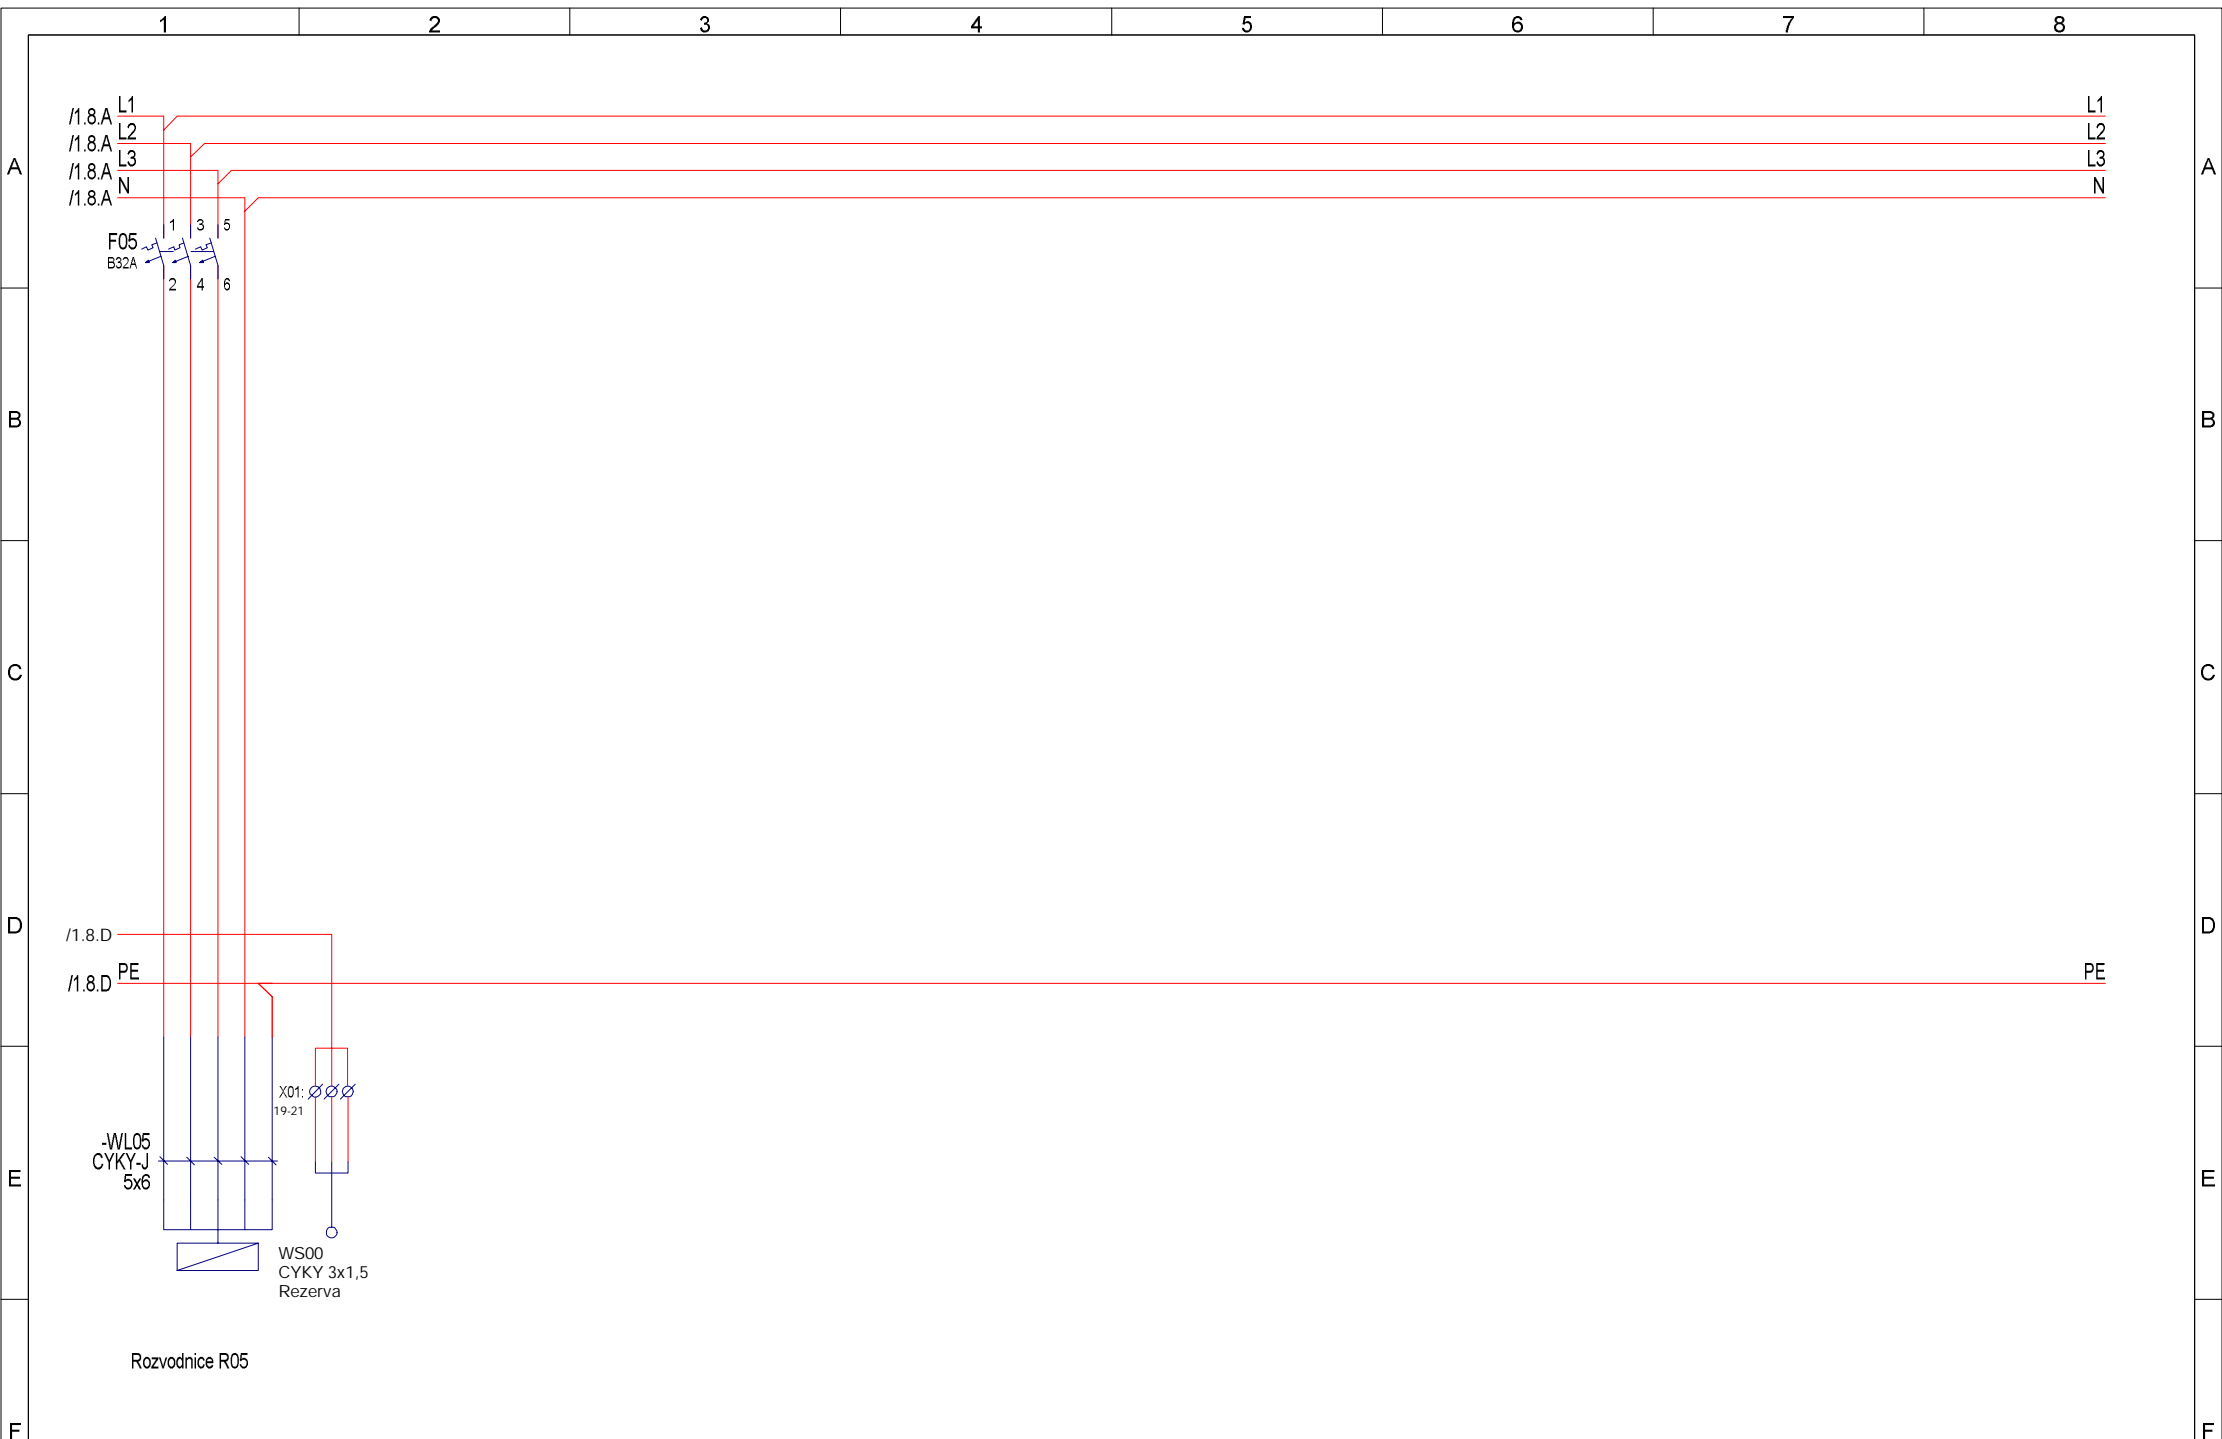 1 2 3 4 5 6 7 8
L1 L1
/1.8.A
L2 L2
/1.8.A
L3 L3
/1.8.A
N N
/1.8.A
A A
1 3 5
F05
B32A
2 4 6
B B
C C
D D
/1.8.D
PE PE
/1.8.D
X01:
19-21
-WL05
CYKY-J
5x6
E E
WS00
CYKY 3x1,5
Rezerva
Rozvodnice R05
F F